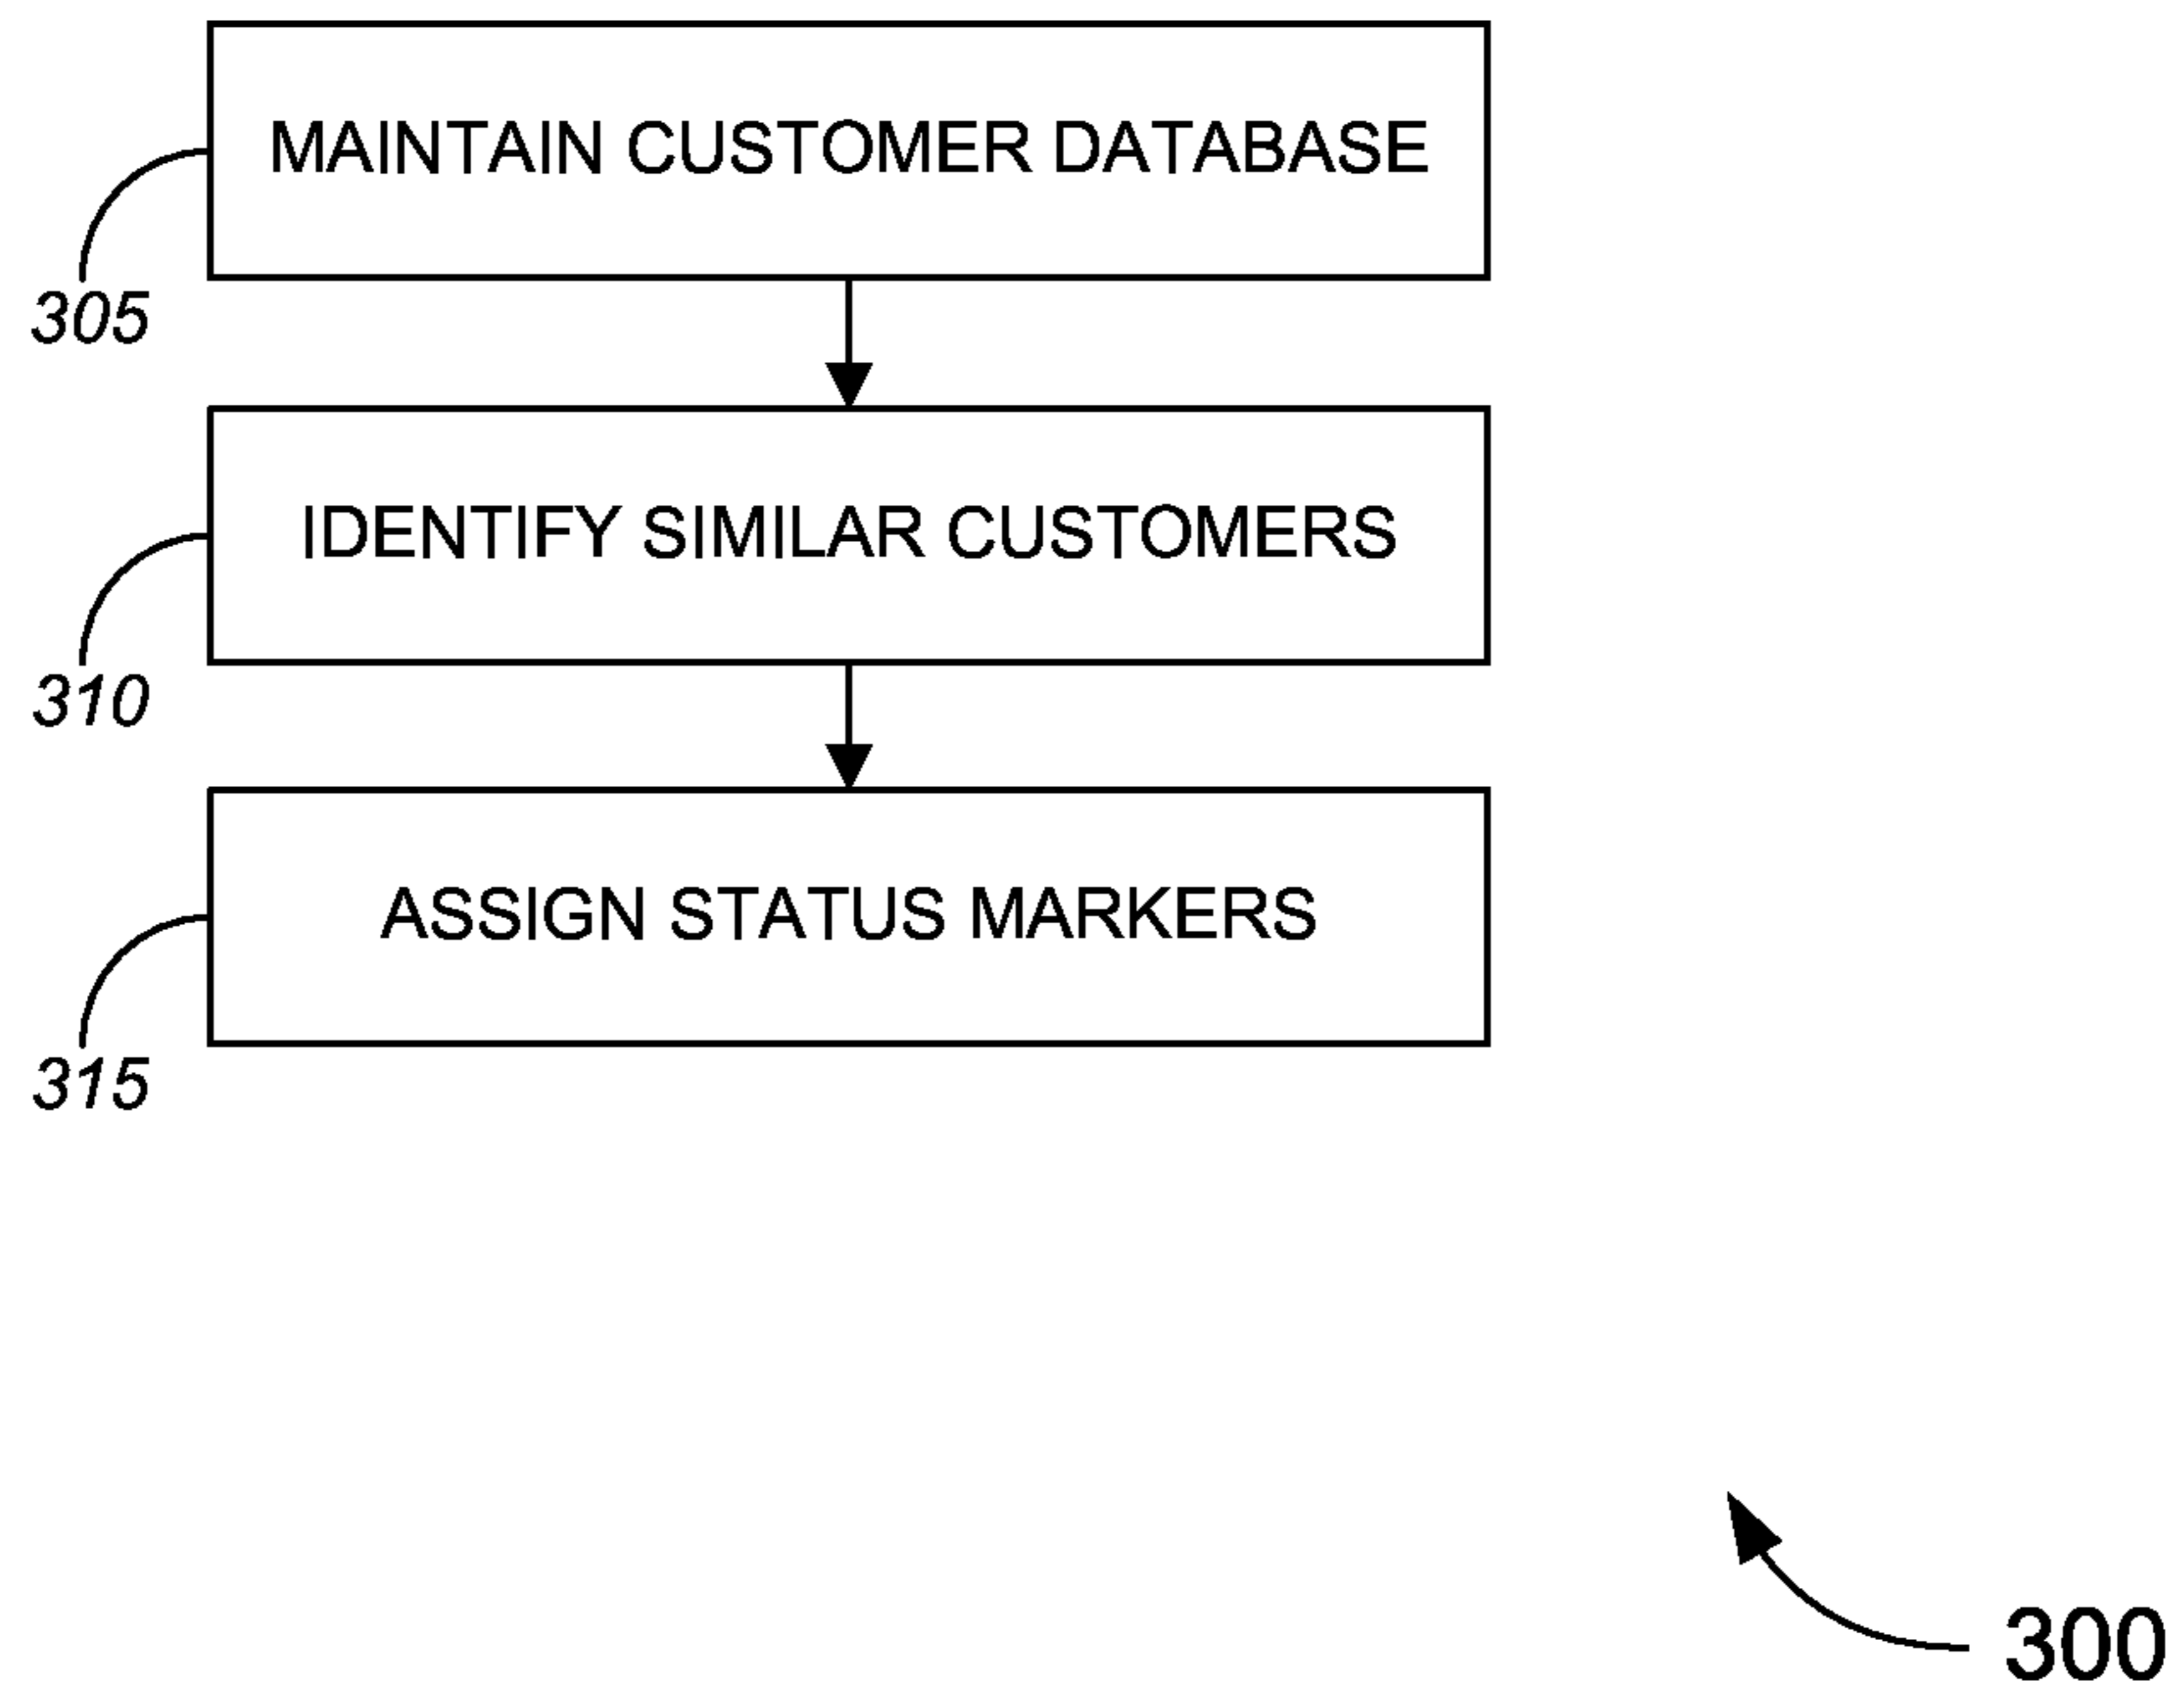 MAINTAIN CUSTOMER DATABASE
305
IDENTIFY SIMILAR CUSTOMERS
310
ASSIGN STATUS MARKERS
315
300